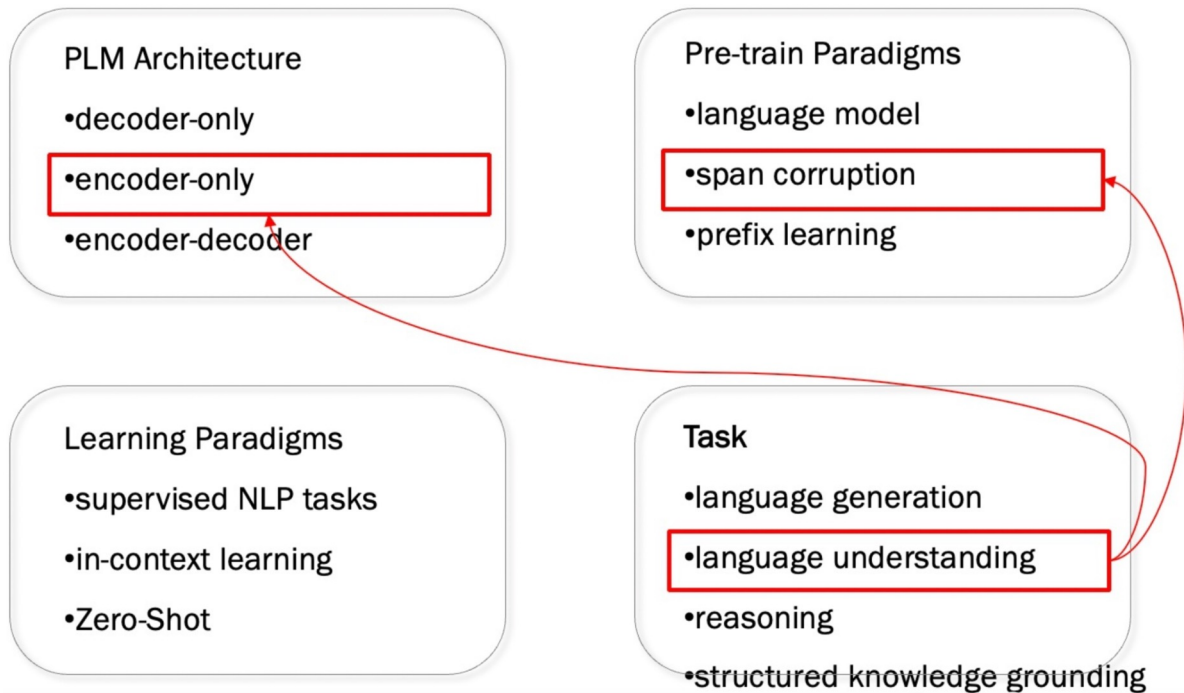 PLM Architecture
•decoder-only
•encoder-only
•encoder-decoder
Pre-train Paradigms
•language model
•span corruption
•prefix learning
Learning Paradigms
•supervised NLP tasks
•in-context learning
•Zero-Shot
Task
•language generation
•language understanding
•reasoning
•structured knowledge grounding